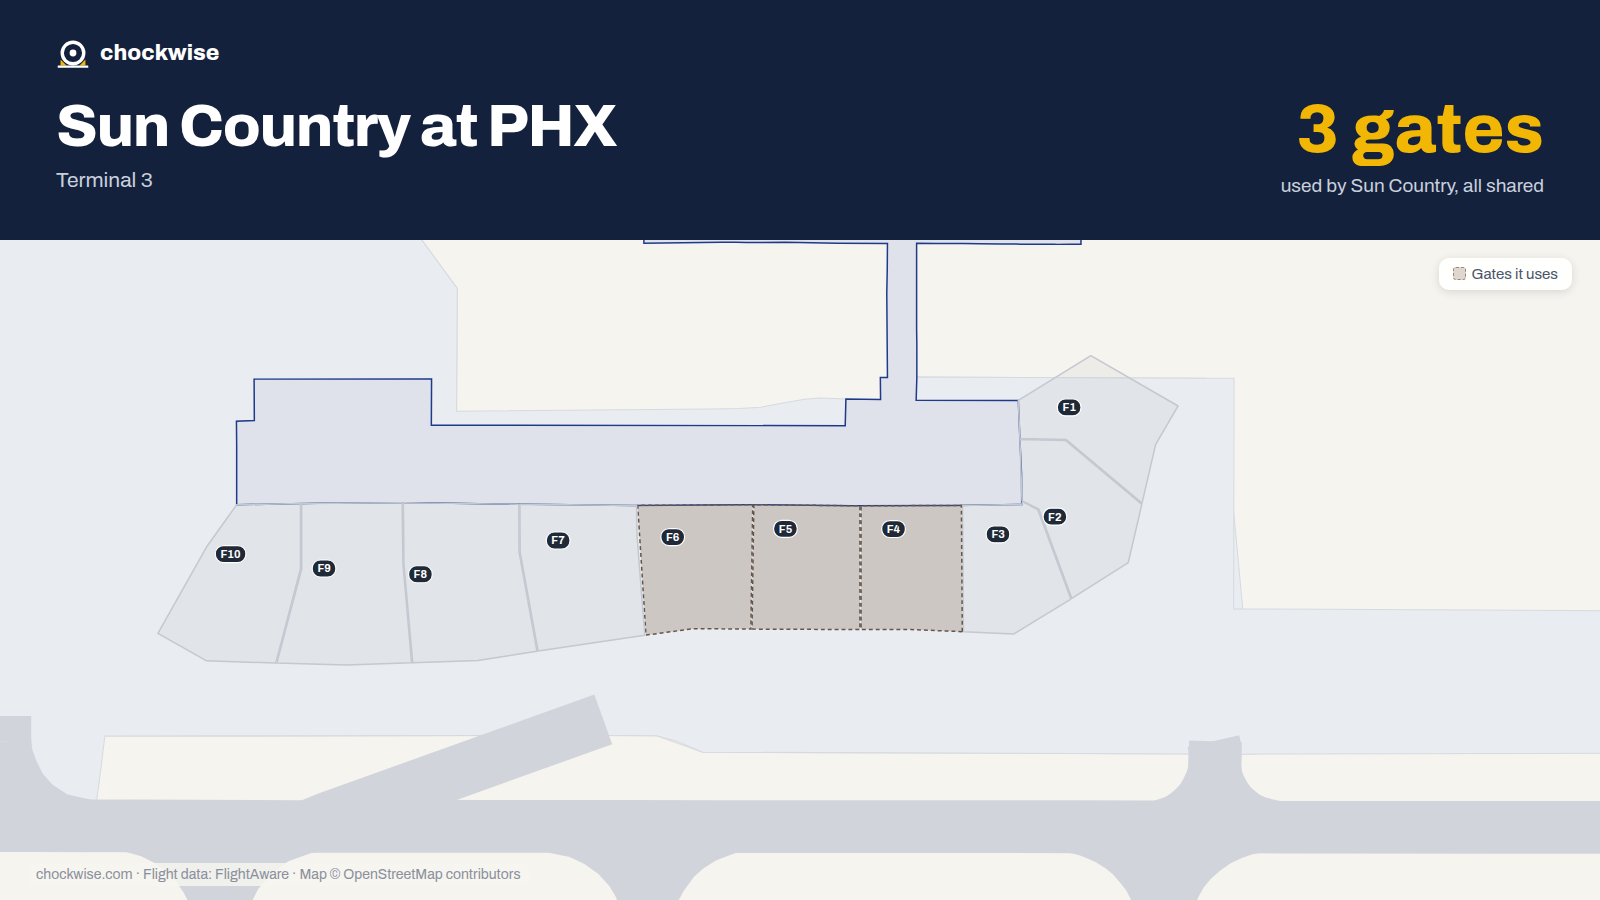 chockwise
Sun Country at PHX
Terminal 3
3 gates
used by Sun Country, all shared
Gates it uses
F1
F2
F3
F4
F5
F6
F7
F8
F9
F10
chockwise.com · Flight data: FlightAware · Map © OpenStreetMap contributors